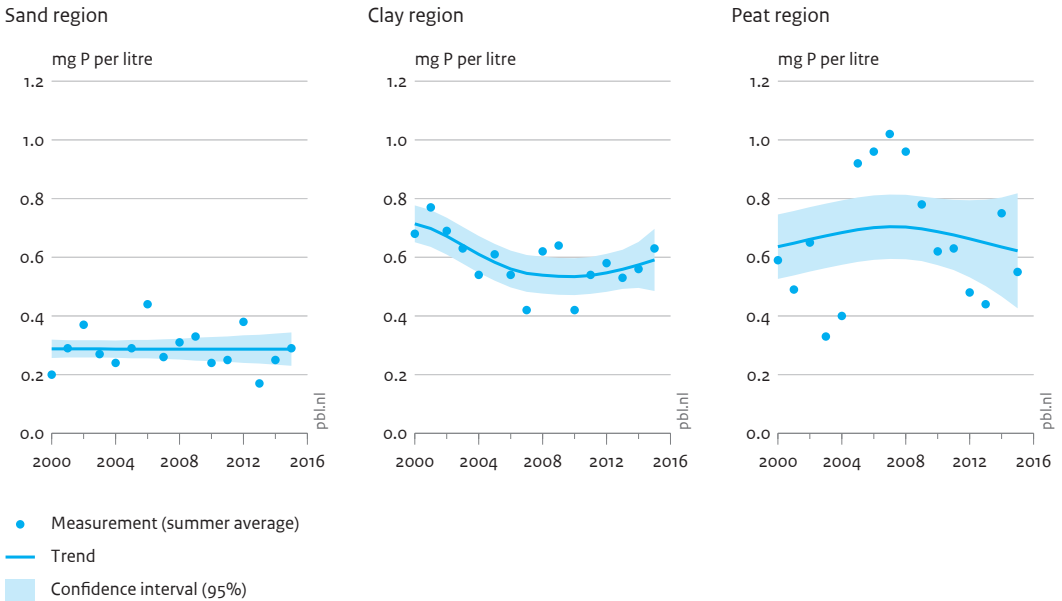 Sand region
mg P per litre
1.2
1.0
0.8
0.6
0.4
0.2
0.0
2000 2004 2008 2012 2016
pbl.nl
Clay region
mg P per litre
1.2
1.0
0.8
0.6
0.4
0.2
0.0
2000 2004 2008 2012 2016
pbl.nl
Peat region
mg P per litre
1.2
1.0
0.8
0.6
0.4
0.2
0.0
2000 2004 2008 2012 2016
pbl.nl
Measurement (summer average)
Trend
Confidence interval (95%)